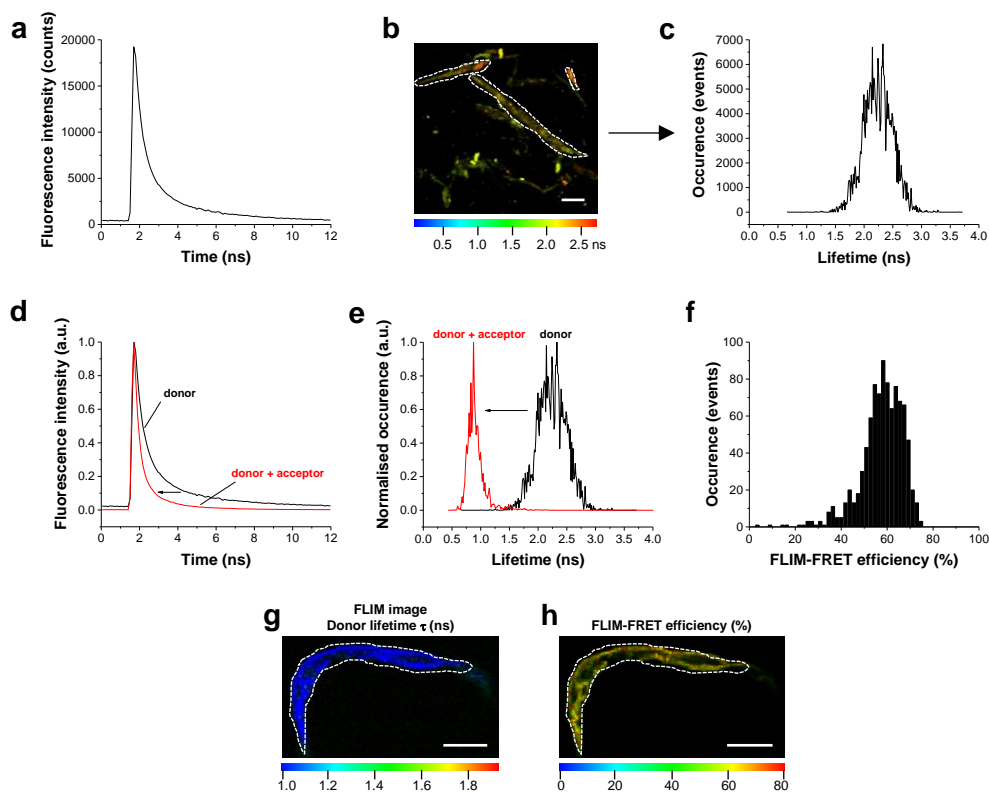 a
20000
15000
10000
5000
0
Fluorescence intensity (counts)
0 2 4 6 8 10 12
Time (ns)
b
0.5 1.0 1.5 2.0 2.5 ns
c
7000
6000
5000
4000
3000
2000
1000
0
Occurence (events)
0.0 0.5 1.0 1.5 2.0 2.5 3.0 3.5 4.0
Lifetime (ns)
d
1.0
0.8
0.6
0.4
0.2
0.0
Fluorescence intensity (a.u.)
donor
donor + acceptor
0 2 4 6 8 10 12
Time (ns)
e
donor + acceptor donor
1.0
0.8
0.6
0.4
0.2
0.0
Normalised occurence (a.u.)
0.0 0.5 1.0 1.5 2.0 2.5 3.0 3.5 4.0
Lifetime (ns)
f
100
80
60
40
20
0
Occurence (events)
0 20 40 60 80 100
FLIM-FRET efficiency (%)
g
FLIM image
Donor lifetime τ (ns)
1.0 1.2 1.4 1.6 1.8
h
FLIM-FRET efficiency (%)
0 20 40 60 80